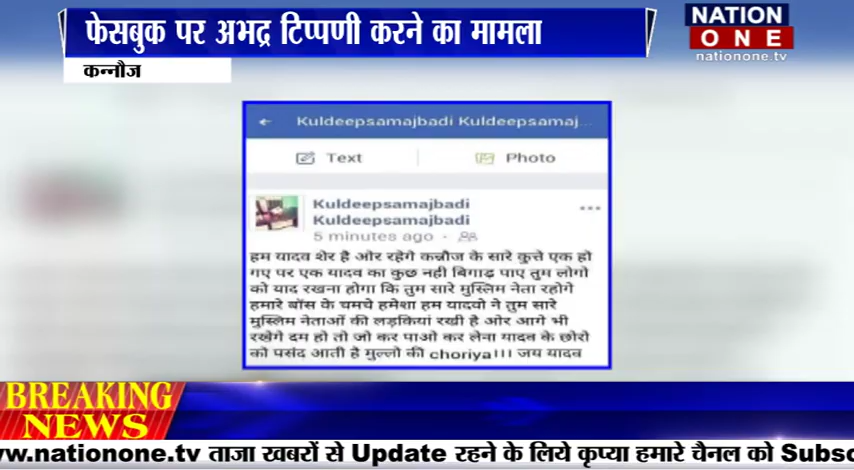 फेसबुक पर अभद्र टिप्पणी करने का मामला
NATION
ONE
nationone.tv
कन्नौज
Kuldeepsamajbadi Kuldeepsamaj...
Text
Photo
Kuldeepsamajbadi
Kuldeepsamajbadi
5 minutes ago
हम यादव शेर है और रहेंगे कन्नौज के सारे कुत्ते एक हो
गए पर एक यादव का कुछ नही बिगाड़ पाए तुम लोगो
को याद रखना होगा कि तुम सारे मुस्लिम नेता रहोगे
हमारे बॉस के चमचे हमेशा हम यादवो ने तुम सारे
मुस्लिम नेताओं की लड़कियां रखी है ओर आगे भी
रखेगे दम हो तो जो कर पाओ कर लेना यादव के छोरो
को पसंद आती है मुल्लो की choriya!!! जय यादव
BREAKING
NEWS
www.nationone.tv ताजा खबरों से Update रहने के लिये कृप्या हमारे चैनल को Subsc